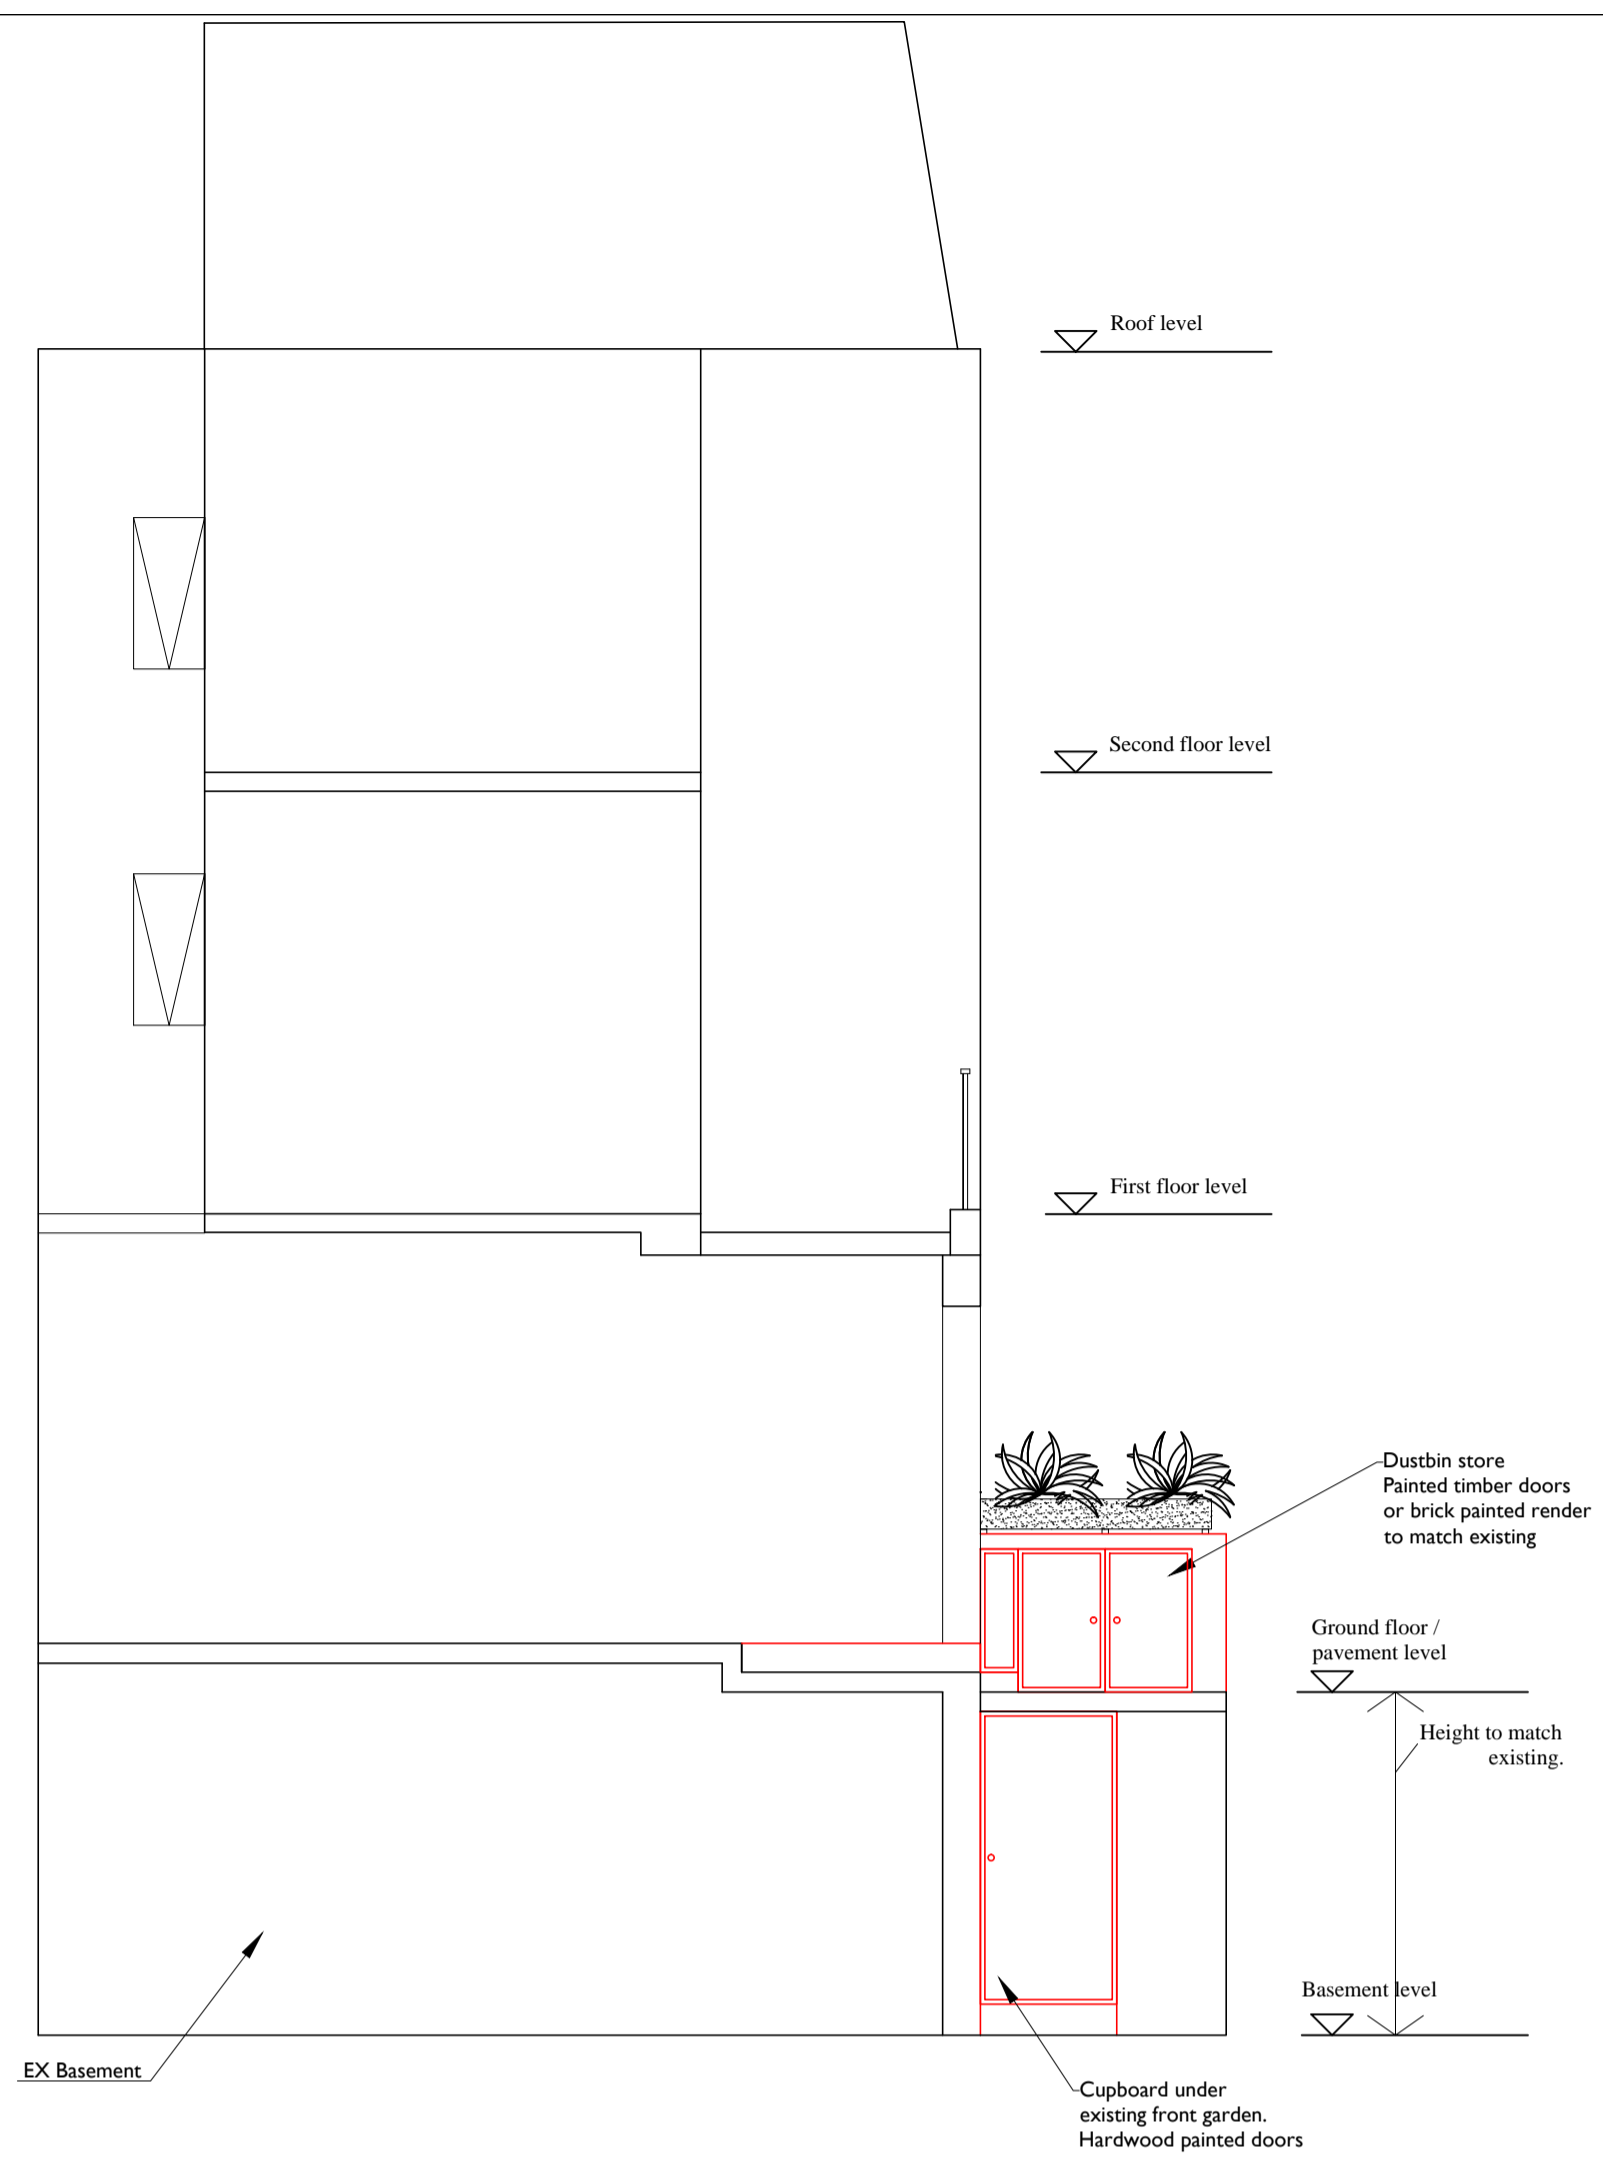 Roof level
Second floor level
First floor level
Dustbin store
Painted timber doors
or brick painted render
to match existing
Ground floor /
pavement level
Height to match
existing.
Basement level
EX Basement
Cupboard under
existing front garden.
Hardwood painted doors